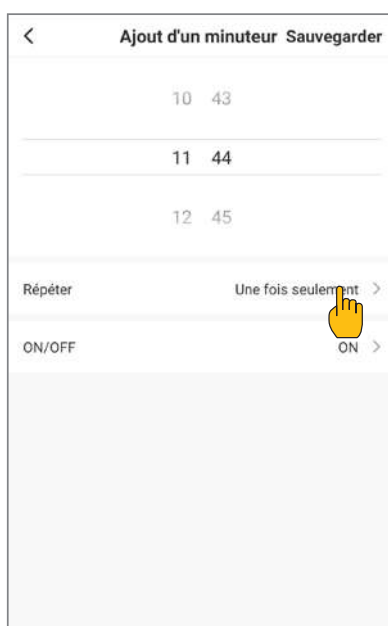 Ajout d'un minuteur Sauvegarder
10 43
11 44
12 45
Répéter Une fois seulement
ON/OFF ON